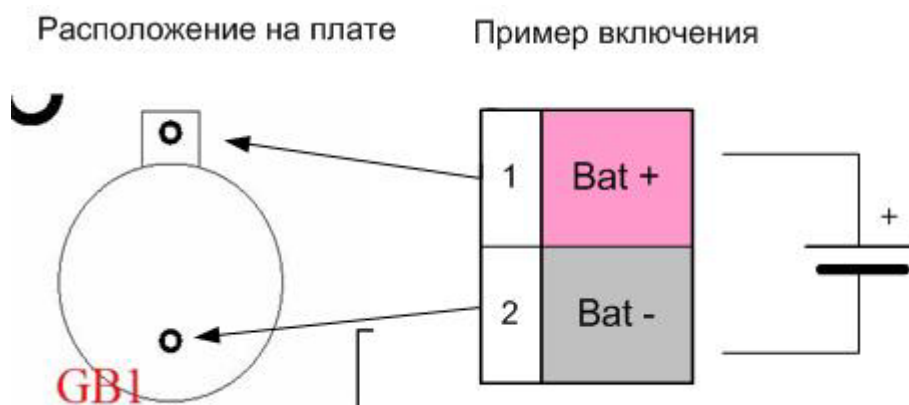 Расположение на плате
Пример включения
1
Bat +
+
2
Bat -
GB1